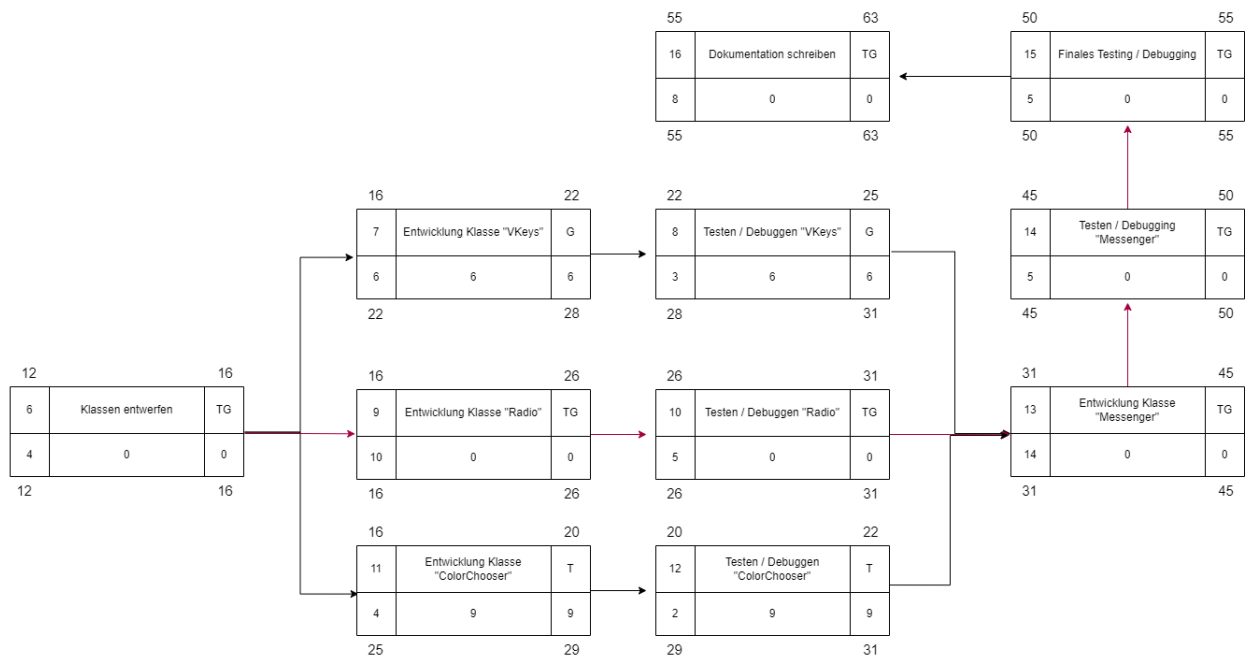 55 63
16 Dokumentation schreiben TG
8 0 0
55 63
50 55
15 Finales Testing / Debugging TG
5 0 0
50 55
16 22
7 Entwicklung Klasse "VKeys" G
6 6 6
22 28
22 25
8 Testen / Debuggen "VKeys" G
3 6 6
28 31
45 50
14 Testen / Debugging
"Messenger" TG
5 0 0
45 50
12 16
6 Klassen entwerfen TG
4 0 0
12 16
16 26
9 Entwicklung Klasse "Radio" TG
10 0 0
16 26
26 31
10 Testen / Debuggen "Radio" TG
5 0 0
26 31
31 45
13 Entwicklung Klasse
"Messenger" TG
14 0 0
31 45
16 20
11 Entwicklung Klasse
"ColorChooser" T
4 9 9
25 29
20 22
12 Testen / Debuggen
"ColorChooser" T
2 9 9
29 31